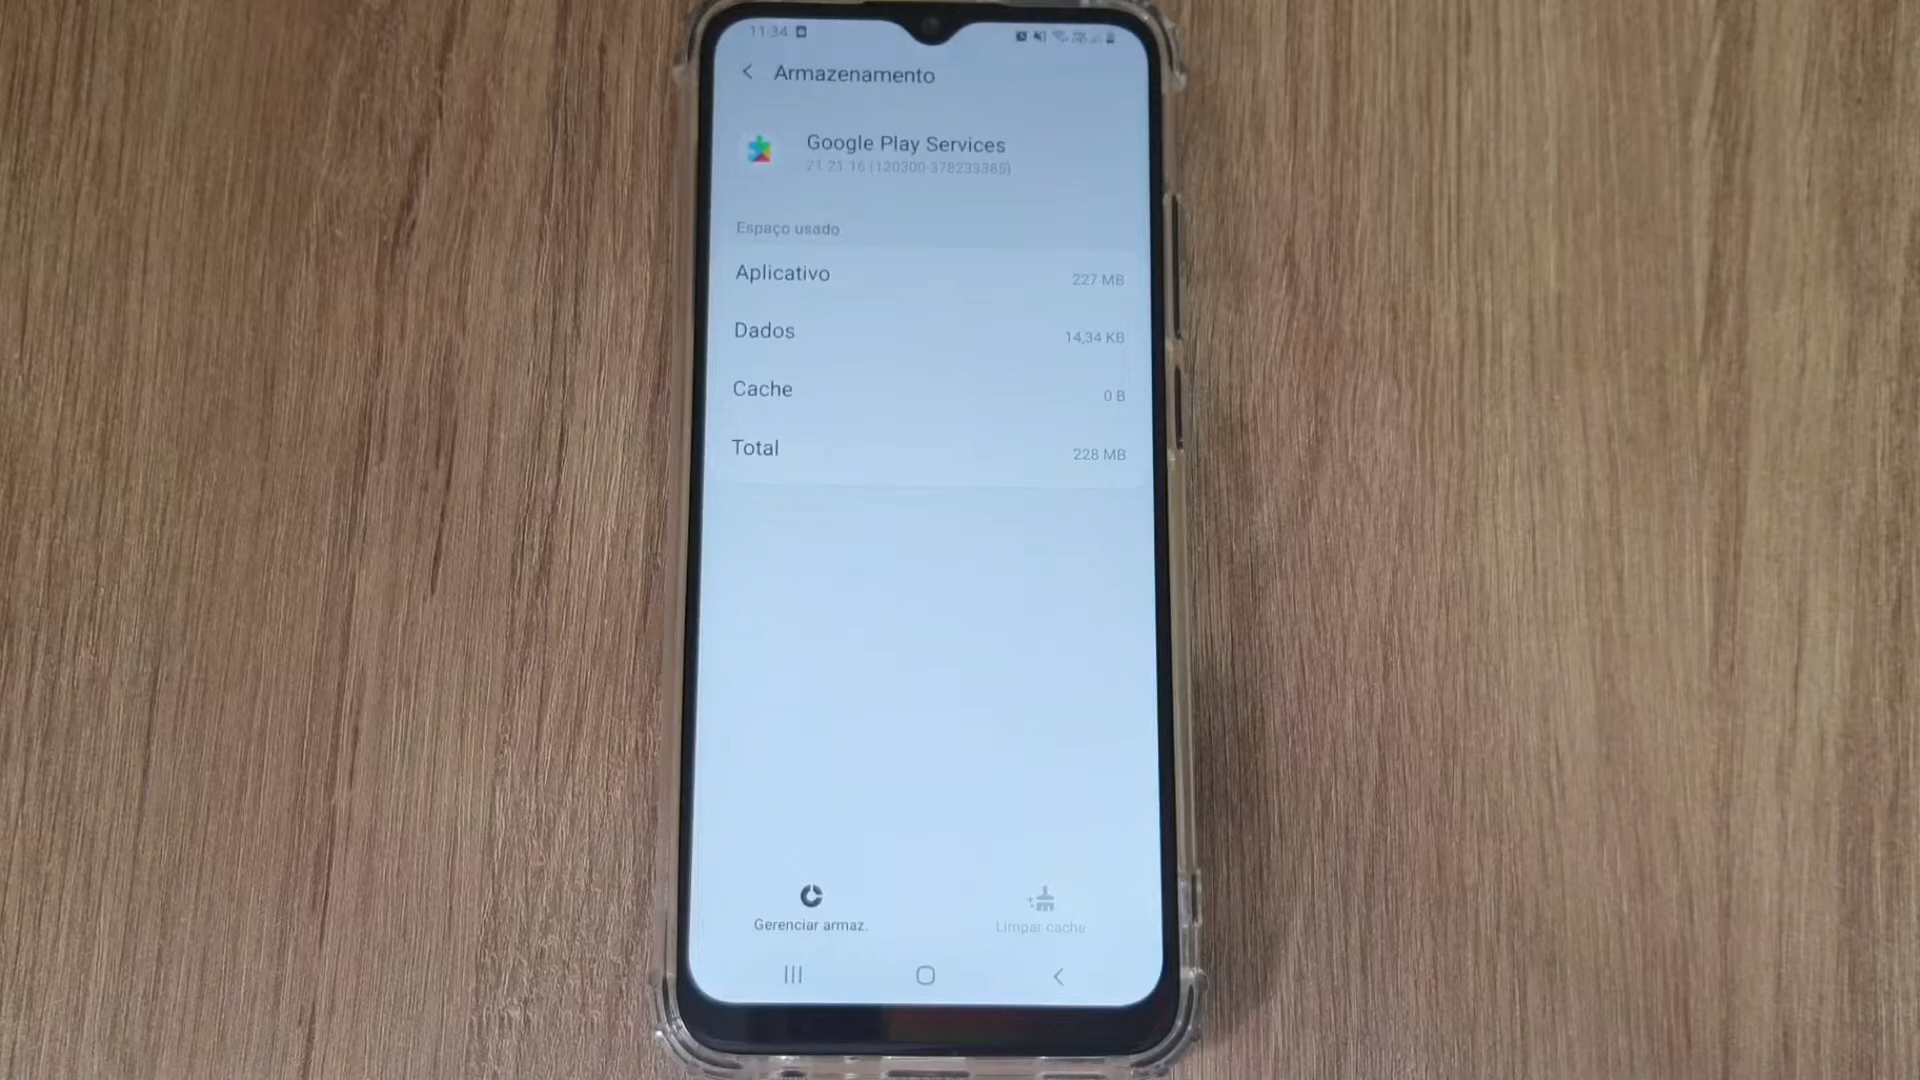 11:34
Armazenamento
Google Play Services
21.21.16 (120300-378233385)
Espaço usado
Aplicativo
227 MB
Dados
14,34 KB
Cache
0 B
Total
228 MB
Gerenciar armaz.
Limpar cache